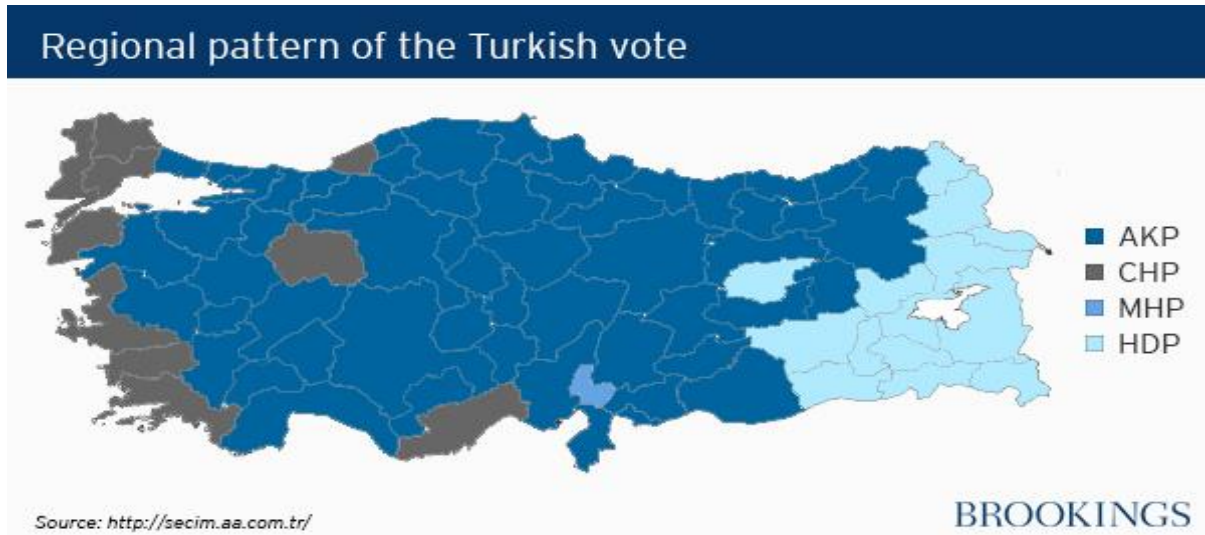 Regional pattern of the Turkish vote
AKP
CHP
MHP
HDP
Source: http://secim.aa.com.tr/
BROOKINGS